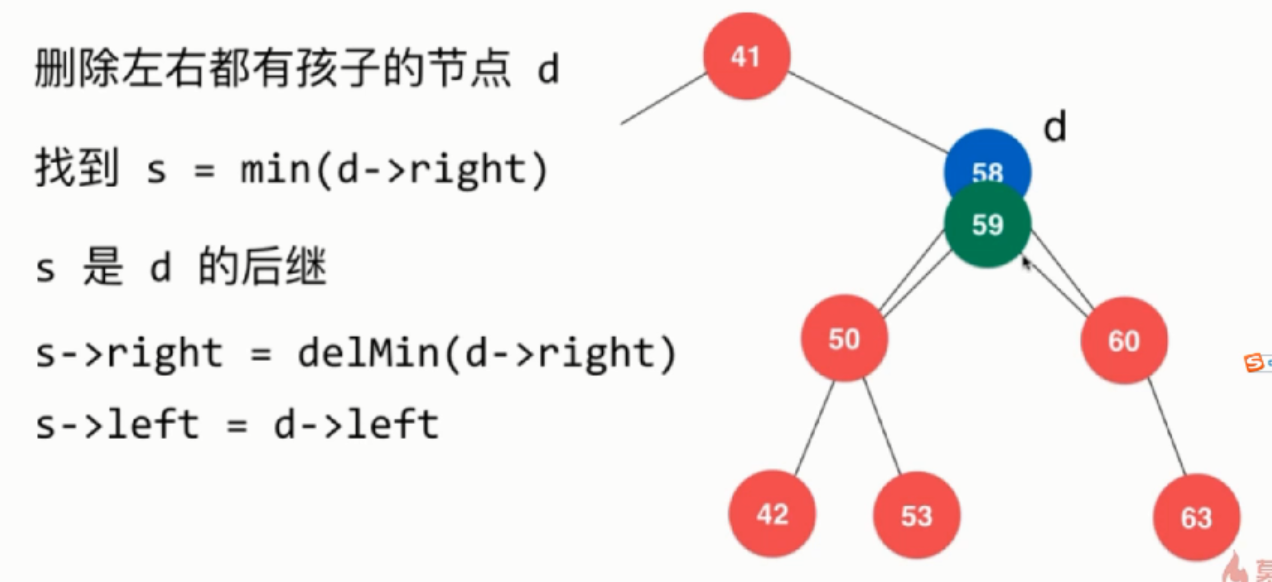 删除左右都有孩子的节点 d
找到 s = min(d->right)
s 是 d 的后继
s->right = delMin(d->right)
s->left = d->left
41
d
58
59
50
60
42
53
63